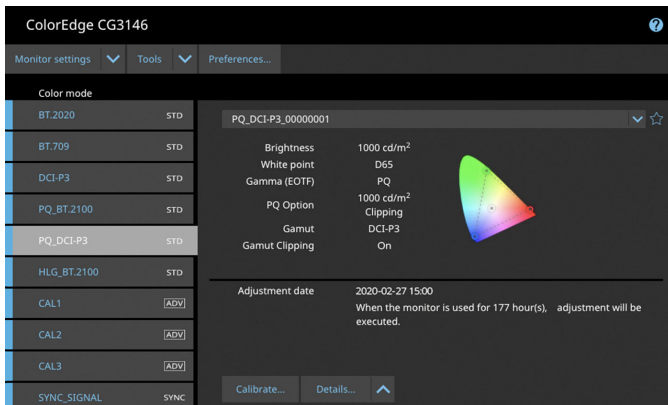 ColorEdge CG3146
?
Monitor settings Tools Preferences...
Color mode
BT.2020 STD
BT.709 STD
DCI-P3 STD
PQ_BT.2100 STD
PQ_DCI-P3 STD
HLG_BT.2100 STD
CAL1 ADV
CAL2 ADV
CAL3 ADV
SYNC_SIGNAL SYNC
PQ_DCI-P3_00000001
Brightness 1000 cd/m²
White point D65
Gamma (EOTF) PQ
PQ Option 1000 cd/m²
Clipping
Gamut DCI-P3
Gamut Clipping On
Adjustment date 2020-02-27 15:00
When the monitor is used for 177 hour(s), adjustment will be
executed.
Calibrate... Details...